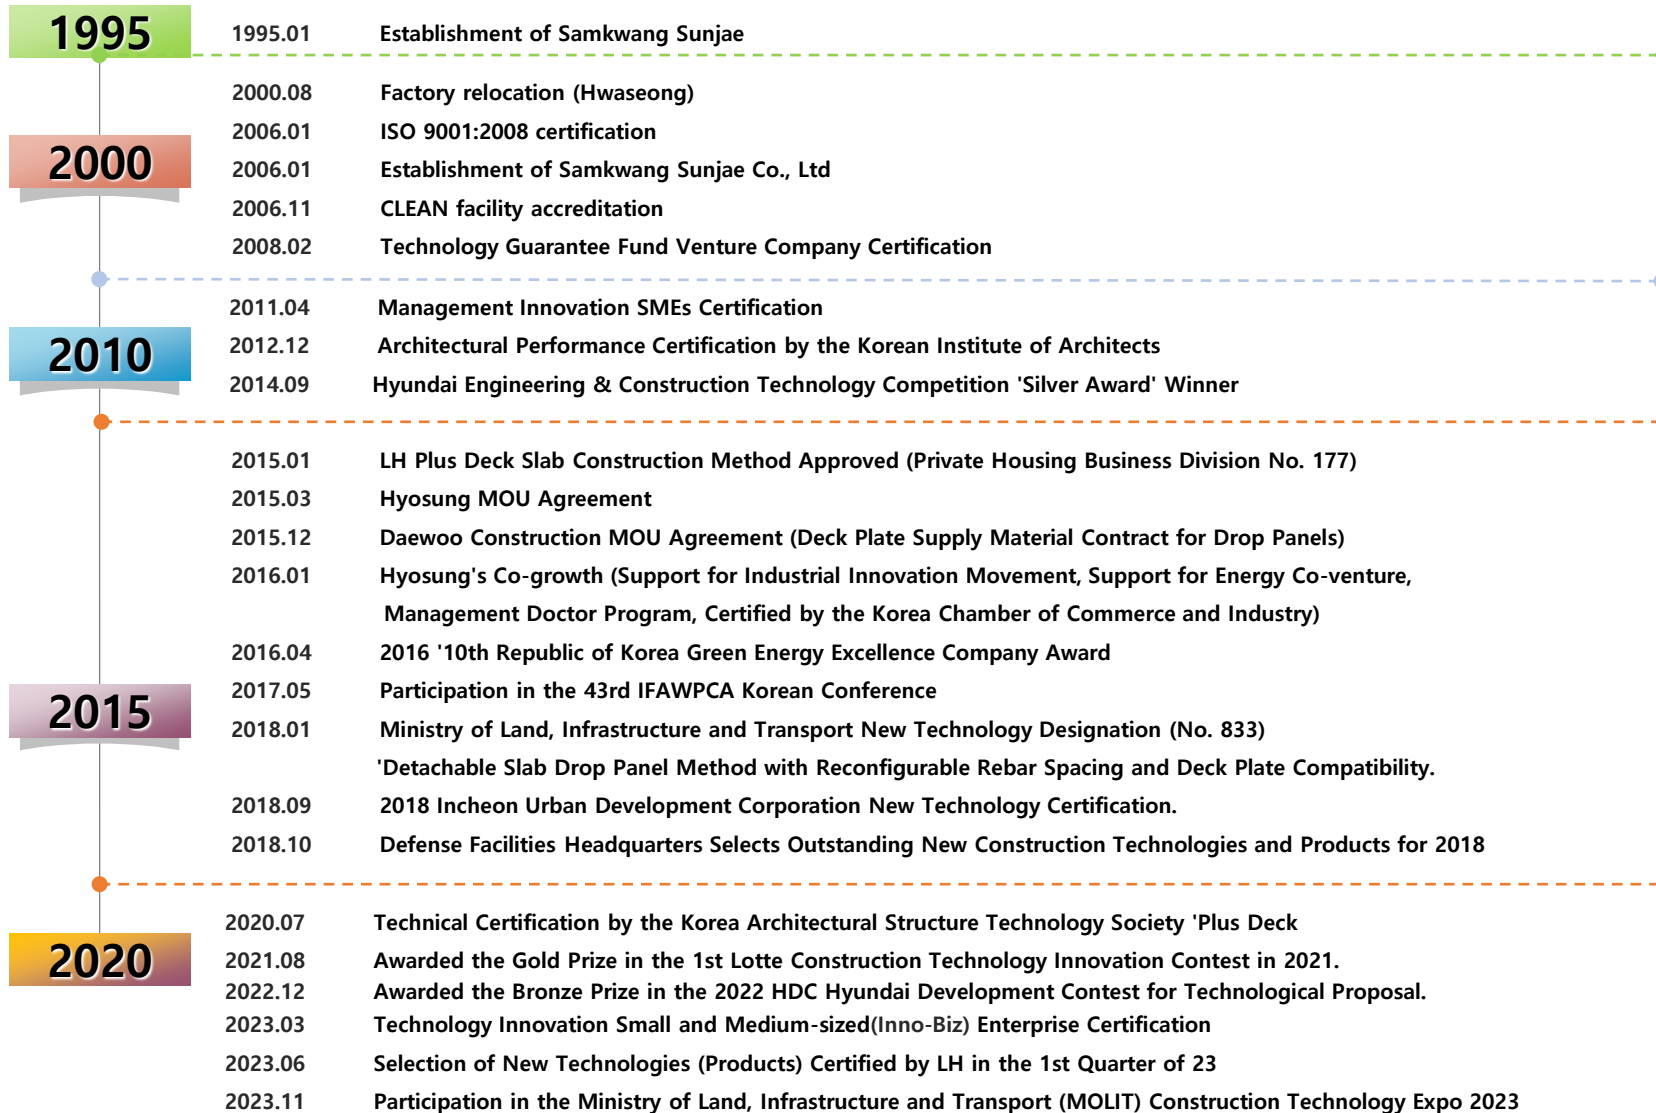 1995
1995.01 Establishment of Samkwang Sunjae
2000.08 Factory relocation (Hwaseong)
2006.01 ISO 9001:2008 certification
2000
2006.01 Establishment of Samkwang Sunjae Co., Ltd
2006.11 CLEAN facility accreditation
2008.02 Technology Guarantee Fund Venture Company Certification
2011.04 Management Innovation SMEs Certification
2010
2012.12 Architectural Performance Certification by the Korean Institute of Architects
2014.09 Hyundai Engineering & Construction Technology Competition 'Silver Award' Winner
2015.01 LH Plus Deck Slab Construction Method Approved (Private Housing Business Division No. 177)
2015.03 Hyosung MOU Agreement
2015.12 Daewoo Construction MOU Agreement (Deck Plate Supply Material Contract for Drop Panels)
2016.01 Hyosung's Co-growth (Support for Industrial Innovation Movement, Support for Energy Co-venture,
Management Doctor Program, Certified by the Korea Chamber of Commerce and Industry)
2016.04 2016 '10th Republic of Korea Green Energy Excellence Company Award
2017.05 Participation in the 43rd IFAWPCA Korean Conference
2015
2018.01 Ministry of Land, Infrastructure and Transport New Technology Designation (No. 833)
'Detachable Slab Drop Panel Method with Reconfigurable Rebar Spacing and Deck Plate Compatibility.
2018.09 2018 Incheon Urban Development Corporation New Technology Certification.
2018.10 Defense Facilities Headquarters Selects Outstanding New Construction Technologies and Products for 2018
2020.07 Technical Certification by the Korea Architectural Structure Technology Society 'Plus Deck
2020
2021.08 Awarded the Gold Prize in the 1st Lotte Construction Technology Innovation Contest in 2021.
2022.12 Awarded the Bronze Prize in the 2022 HDC Hyundai Development Contest for Technological Proposal.
2023.03 Technology Innovation Small and Medium-sized(Inno-Biz) Enterprise Certification
2023.06 Selection of New Technologies (Products) Certified by LH in the 1st Quarter of 23
2023.11 Participation in the Ministry of Land, Infrastructure and Transport (MOLIT) Construction Technology Expo 2023